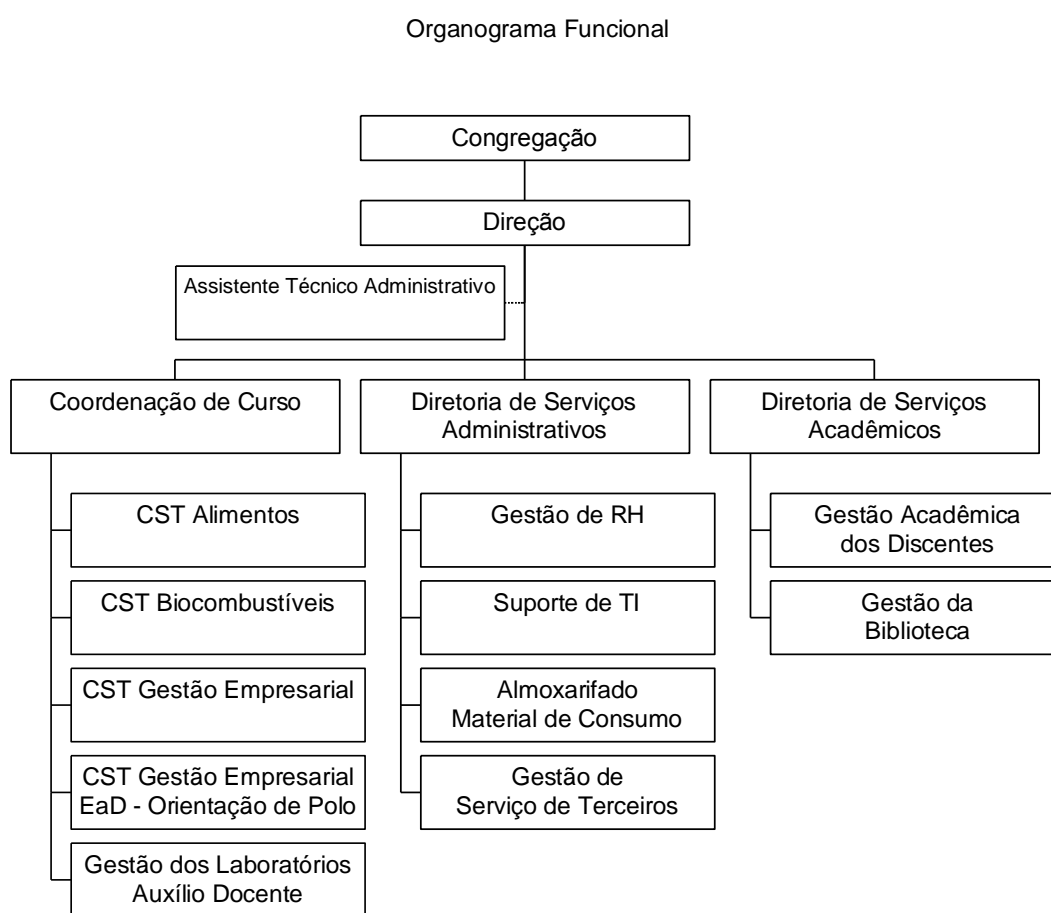 Organograma Funcional
Congregação
Direção
Assistente Técnico Administrativo
Coordenação de Curso
Diretoria de Serviços
Administrativos
Diretoria de Serviços
Acadêmicos
CST Alimentos
CST Biocombustíveis
CST Gestão Empresarial
CST Gestão Empresarial
EaD - Orientação de Polo
Gestão dos Laboratórios
Auxílio Docente
Gestão de RH
Suporte de TI
Almoxarifado
Material de Consumo
Gestão de
Serviço de Terceiros
Gestão Acadêmica
dos Discentes
Gestão da
Biblioteca